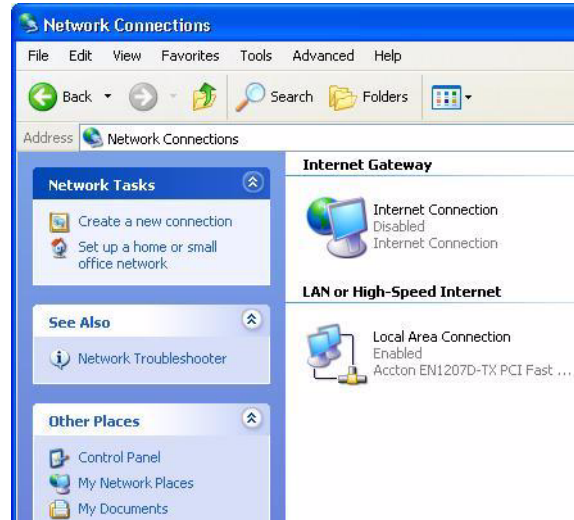 Network Connections
File Edit View Favorites Tools Advanced Help
Back Search Folders
Address Network Connections
Network Tasks
Create a new connection
Set up a home or small
office network
See Also
Network Troubleshooter
Other Places
Control Panel
My Network Places
My Documents
Internet Gateway
Internet Connection
Disabled
Internet Connection
LAN or High-Speed Internet
Local Area Connection
Enabled
Accton EN1207D-TX PCI Fast ...